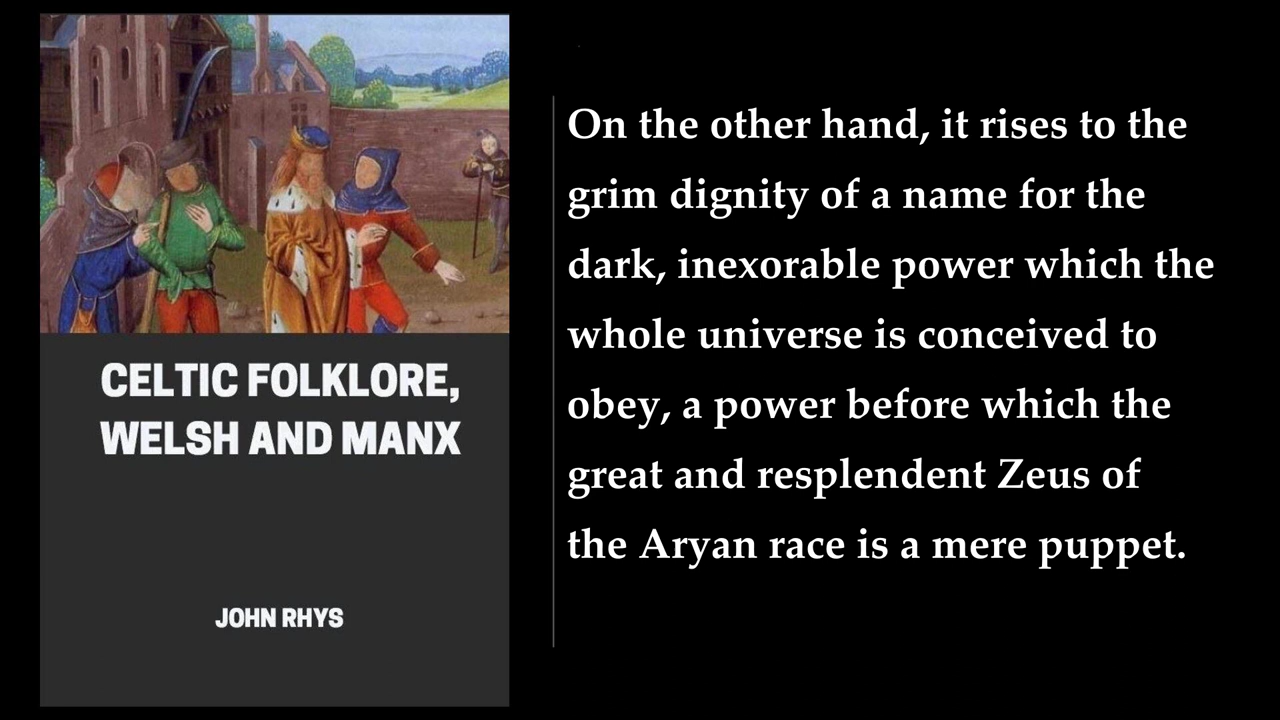 CELTIC FOLKLORE,
WELSH AND MANX
JOHN RHYS
On the other hand, it rises to the
grim dignity of a name for the
dark, inexorable power which the
whole universe is conceived to
obey, a power before which the
great and resplendent Zeus of
the Aryan race is a mere puppet.